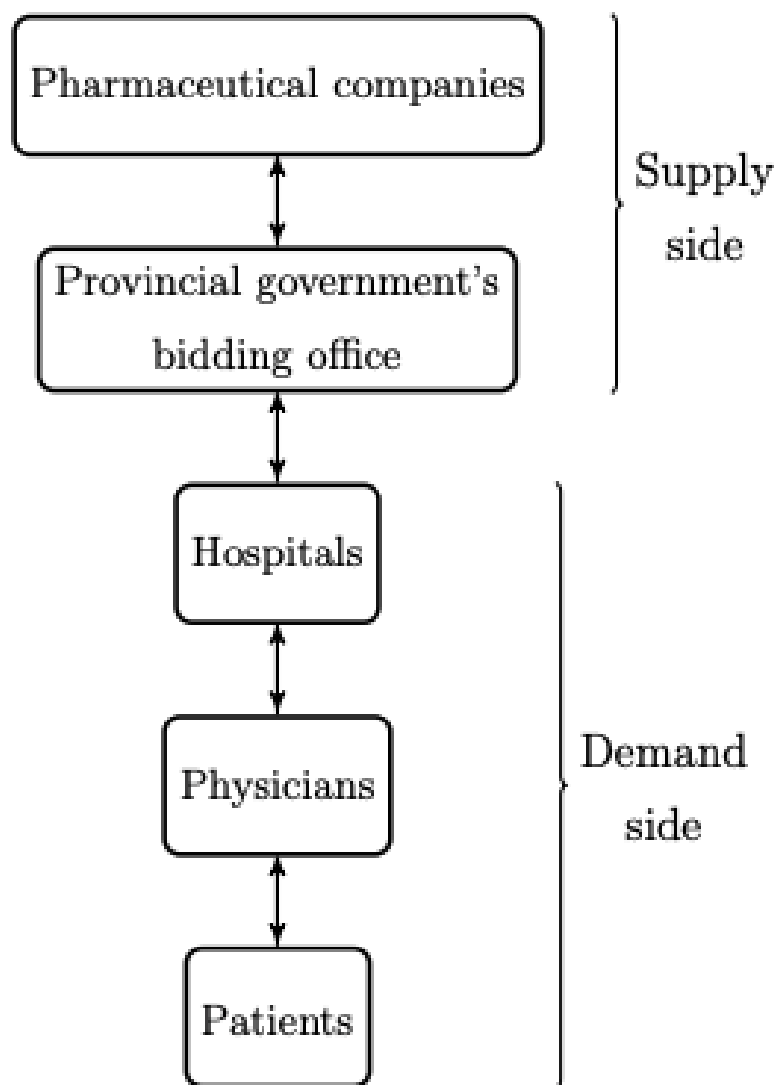 Pharmaceutical companies
Supply
side
Provincial government's
bidding office
Hospitals
Physicians
Demand
side
Patients